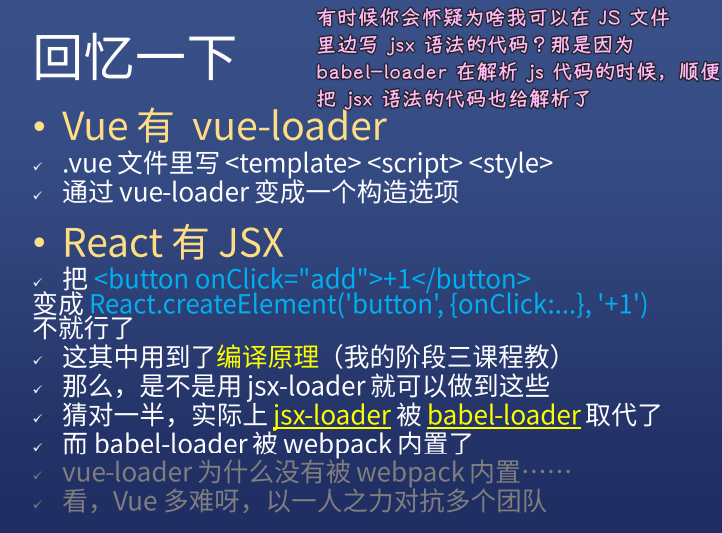 有时候你会怀疑为啥我可以在 JS 文件
里边写 jsx 语法的代码？那是因为
babel-loader 在解析 js 代码的时候，顺便
把 jsx 语法的代码也给解析了
回忆一下
• Vue 有 vue-loader
✓ .vue 文件里写 <template> <script> <style>
✓ 通过 vue-loader 变成一个构造选项
• React 有 JSX
✓ 把 <button onClick="add">+1</button>
变成 React.createElement('button', {onClick:...}, '+1')
不就行了
✓ 这其中用到了编译原理（我的阶段三课程教）
✓ 那么，是不是用 jsx-loader 就可以做到这些
✓ 猜对一半，实际上 jsx-loader 被 babel-loader 取代了
✓ 而 babel-loader 被 webpack 内置了
✓ vue-loader 为什么没有被 webpack 内置……
✓ 看，Vue 多难呀，以一人之力对抗多个团队